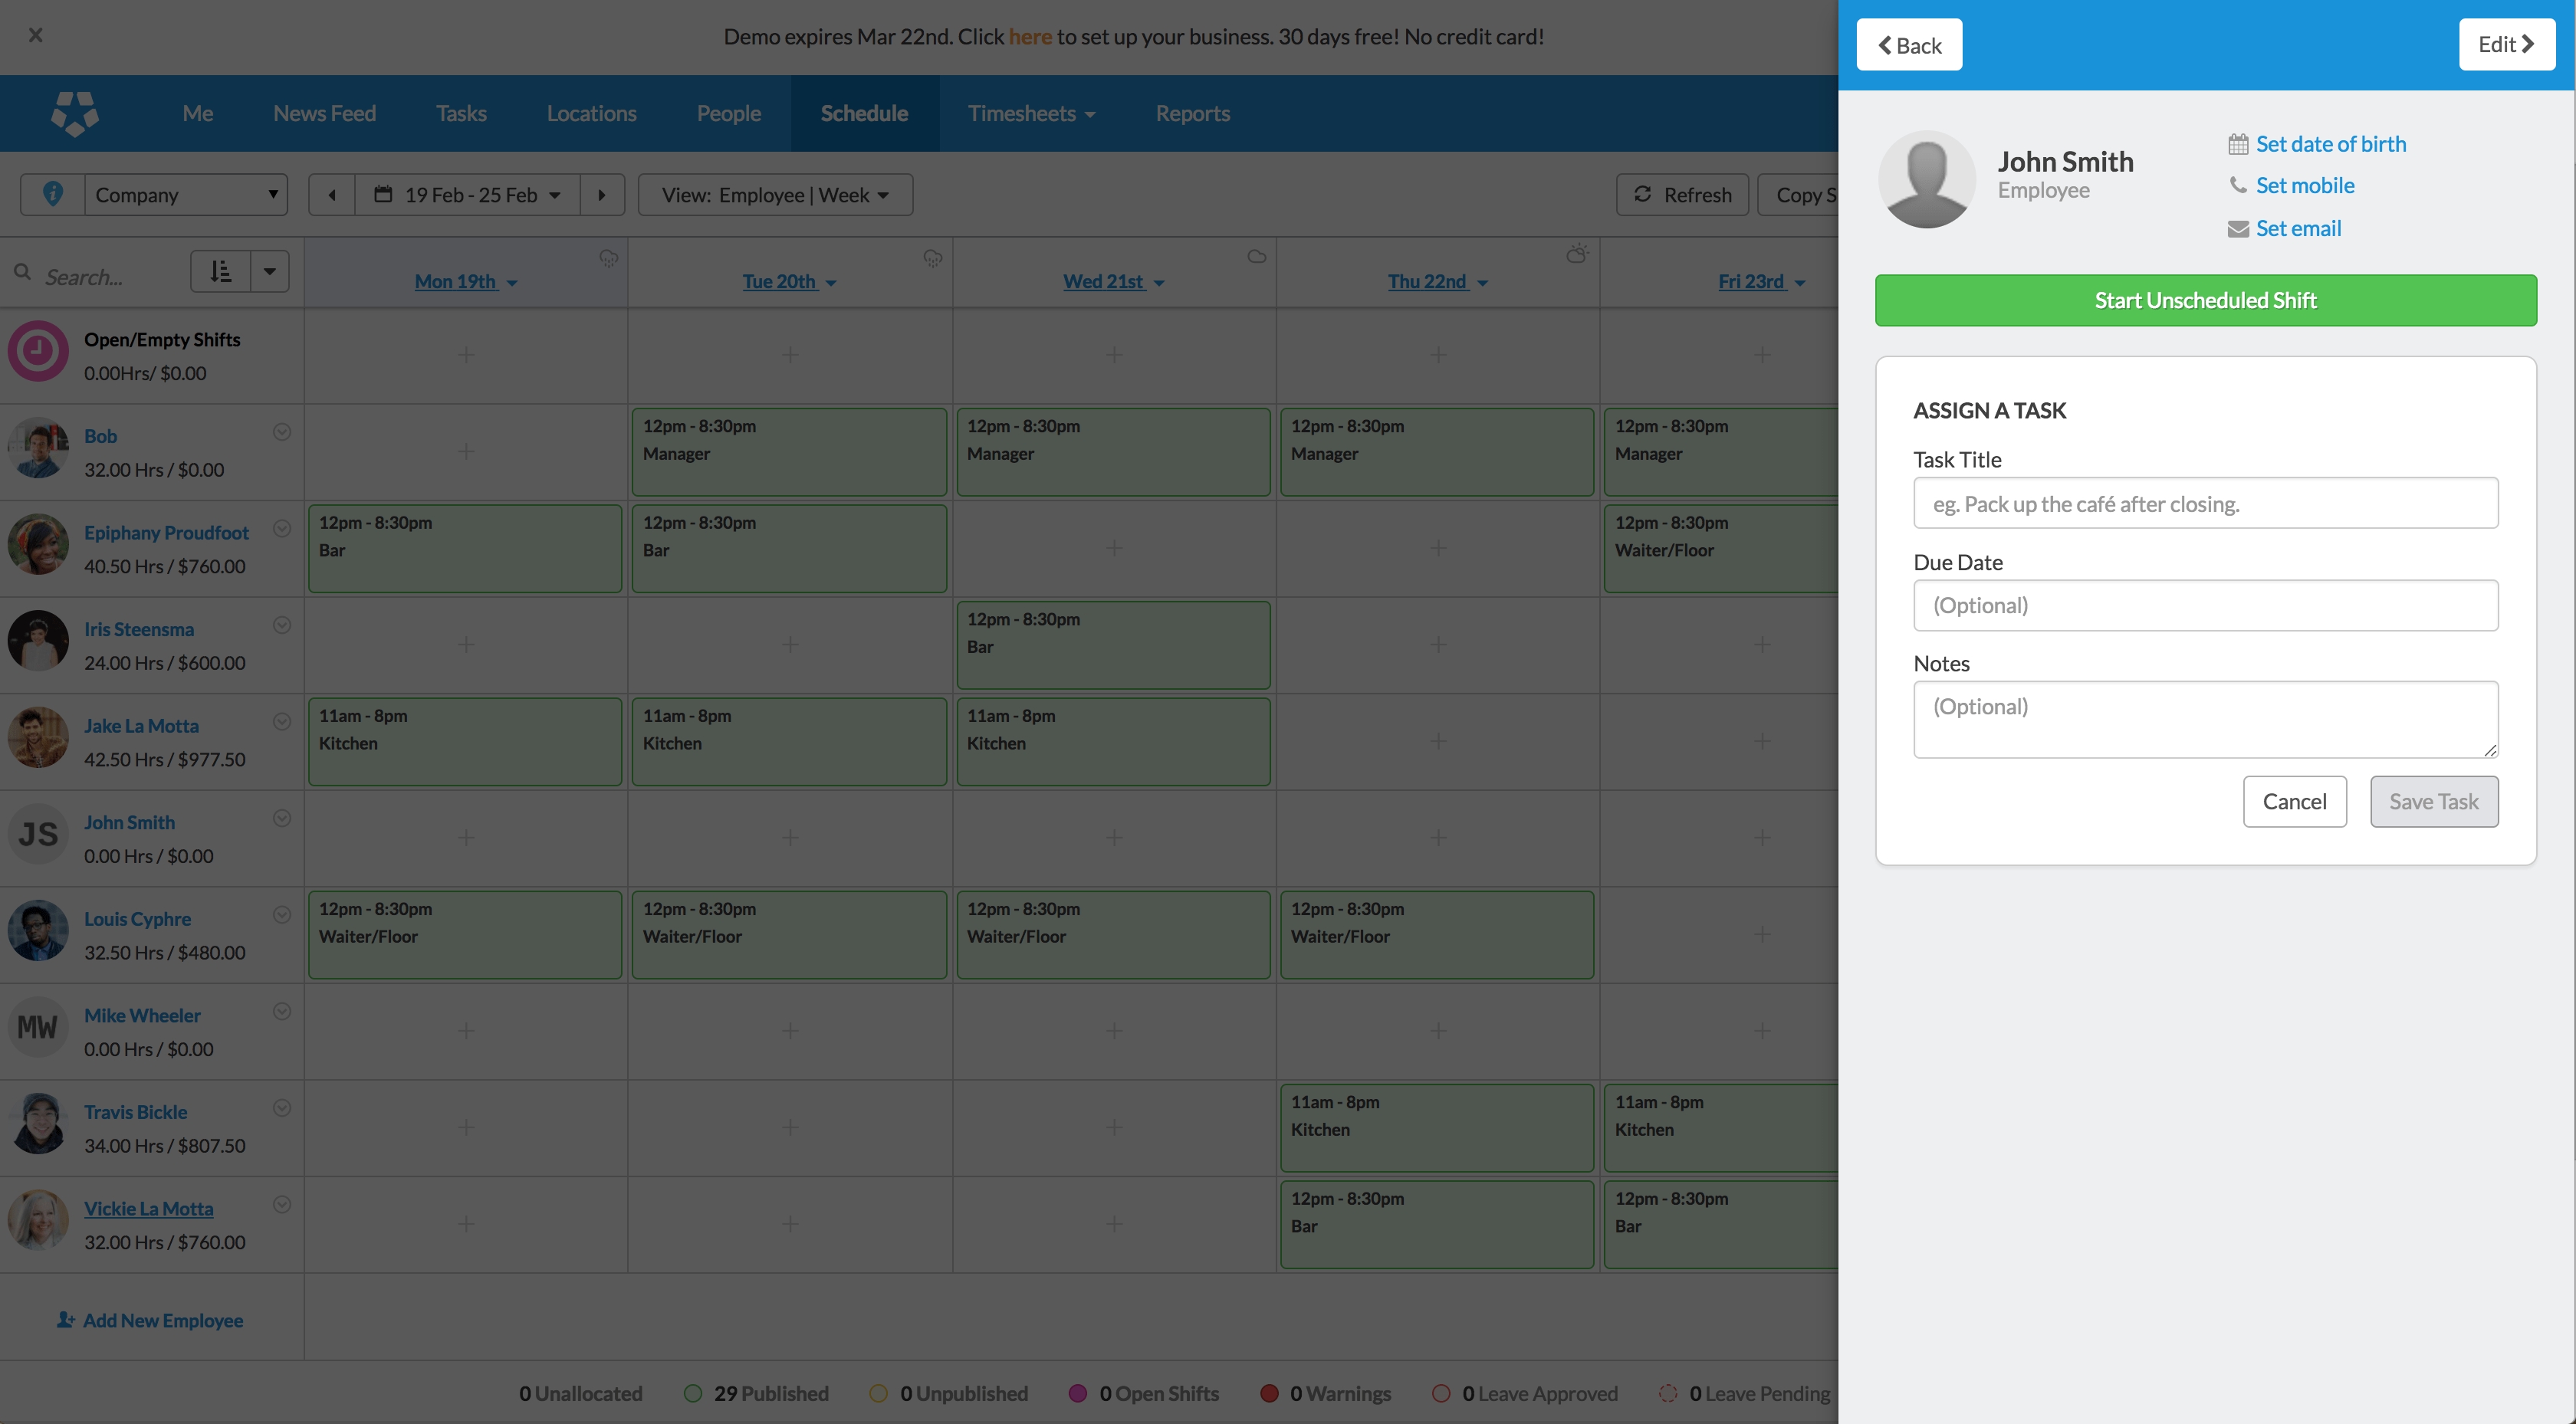 × Demo expires Mar 22nd. Click here to set up your business. 30 days free! No credit card!
Me News Feed Tasks Locations People Schedule Timesheets Reports
Company 19 Feb - 25 Feb View: Employee | Week Refresh Copy S
Search... Mon 19th Tue 20th Wed 21st Thu 22nd Fri 23rd
Open/Empty Shifts
0.00Hrs/ $0.00
Bob
32.00 Hrs / $0.00
12pm - 8:30pm
Manager
12pm - 8:30pm
Manager
12pm - 8:30pm
Manager
12pm - 8:30pm
Manager
Epiphany Proudfoot
40.50 Hrs / $760.00
12pm - 8:30pm
Bar
12pm - 8:30pm
Bar
12pm - 8:30pm
Waiter/Floor
Iris Steensma
24.00 Hrs / $600.00
12pm - 8:30pm
Bar
Jake La Motta
42.50 Hrs / $977.50
11am - 8pm
Kitchen
11am - 8pm
Kitchen
11am - 8pm
Kitchen
JS
John Smith
0.00 Hrs / $0.00
Louis Cyphre
32.50 Hrs / $480.00
12pm - 8:30pm
Waiter/Floor
12pm - 8:30pm
Waiter/Floor
12pm - 8:30pm
Waiter/Floor
12pm - 8:30pm
Waiter/Floor
MW
Mike Wheeler
0.00 Hrs / $0.00
Travis Bickle
34.00 Hrs / $807.50
11am - 8pm
Kitchen
11am - 8pm
Kitchen
Vickie La Motta
32.00 Hrs / $760.00
12pm - 8:30pm
Bar
12pm - 8:30pm
Bar
Add New Employee
0 Unallocated 29 Published 0 Unpublished 0 Open Shifts 0 Warnings 0 Leave Approved 0 Leave Pending
Back Edit
John Smith
Employee
Set date of birth
Set mobile
Set email
Start Unscheduled Shift
ASSIGN A TASK
Task Title
eg. Pack up the café after closing.
Due Date
(Optional)
Notes
(Optional)
Cancel Save Task